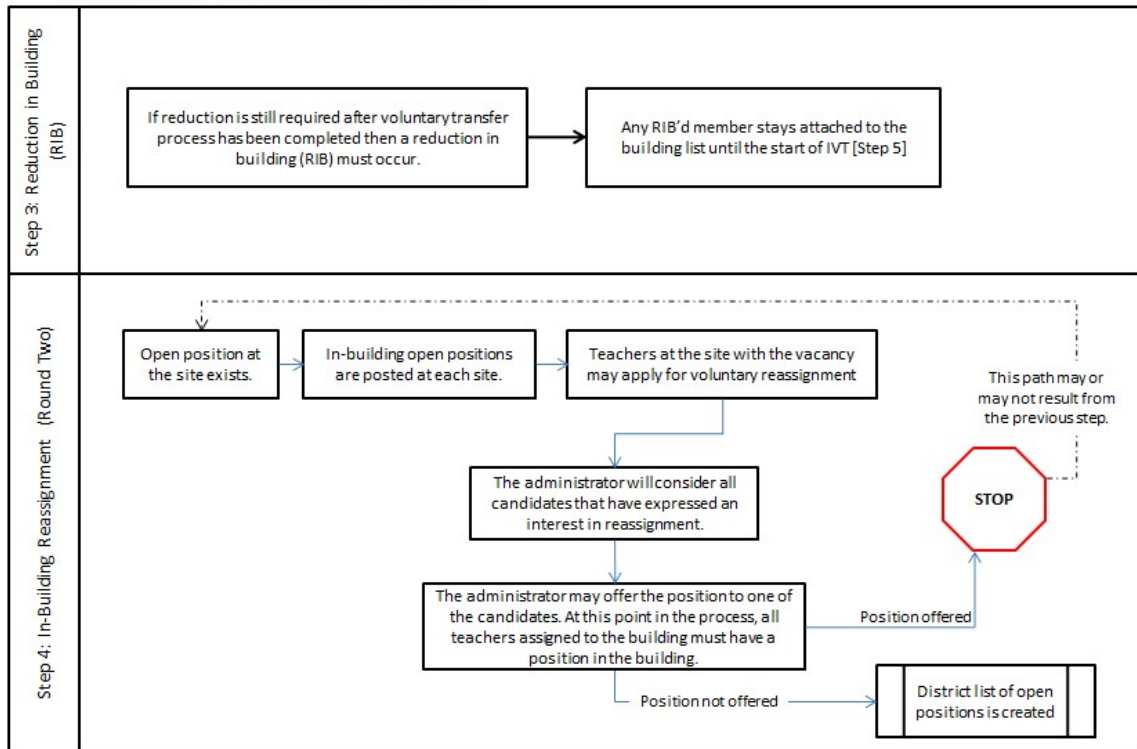 Step 3: Reduction in Building
(RIB)
If reduction is still required after voluntary transfer
process has been completed then a reduction in
building (RIB) must occur.
Any RIB'd member stays attached to the
building list until the start of IVT [Step 5]
Step 4: In-Building Reassignment (Round Two)
Open position at
the site exists.
In-building open positions
are posted at each site.
Teachers at the site with the vacancy
may apply for voluntary reassignment
This path may or
may not result from
the previous step.
The administrator will consider all
candidates that have expressed an
interest in reassignment.
STOP
The administrator may offer the position to one of
the candidates. At this point in the process, all
teachers assigned to the building must have a
position in the building.
Position offered
Position not offered
District list of open
positions is created